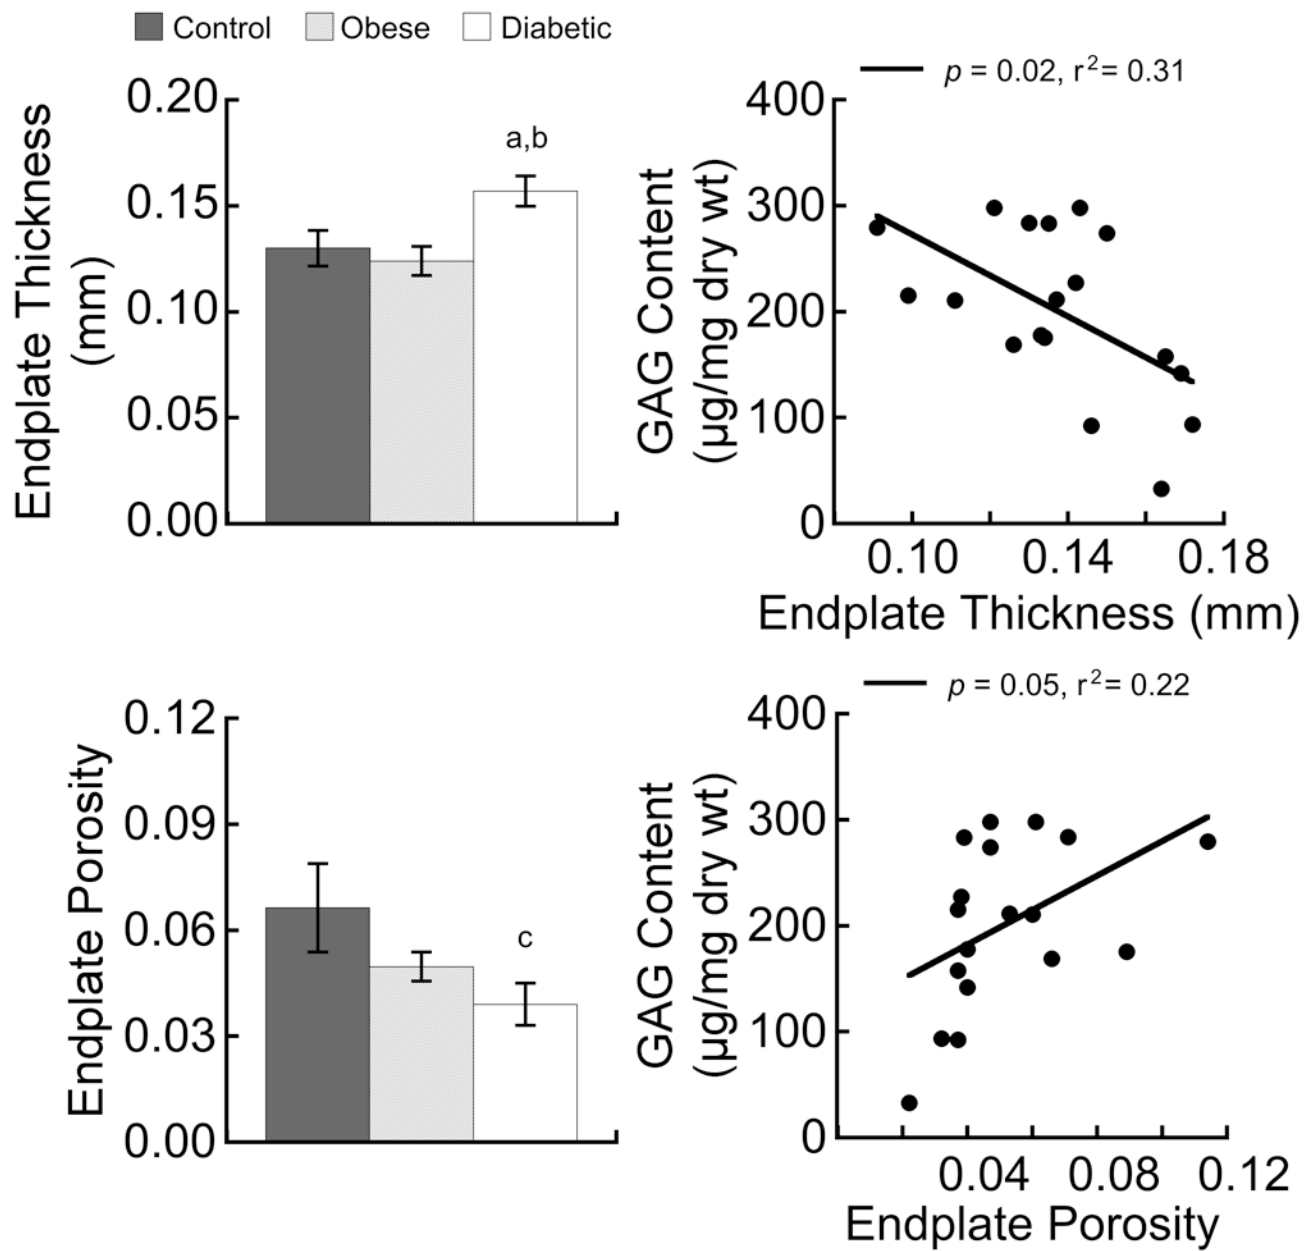 Control Obese Diabetic
Endplate Thickness
(mm)
0.20
0.15
0.10
0.05
0.00
a,b
p = 0.02, r²= 0.31
GAG Content
(µg/mg dry wt)
400
300
200
100
0
0.10 0.14 0.18
Endplate Thickness (mm)
Endplate Porosity
0.12
0.09
0.06
0.03
0.00
c
p = 0.05, r²= 0.22
GAG Content
(µg/mg dry wt)
400
300
200
100
0
0.04 0.08 0.12
Endplate Porosity